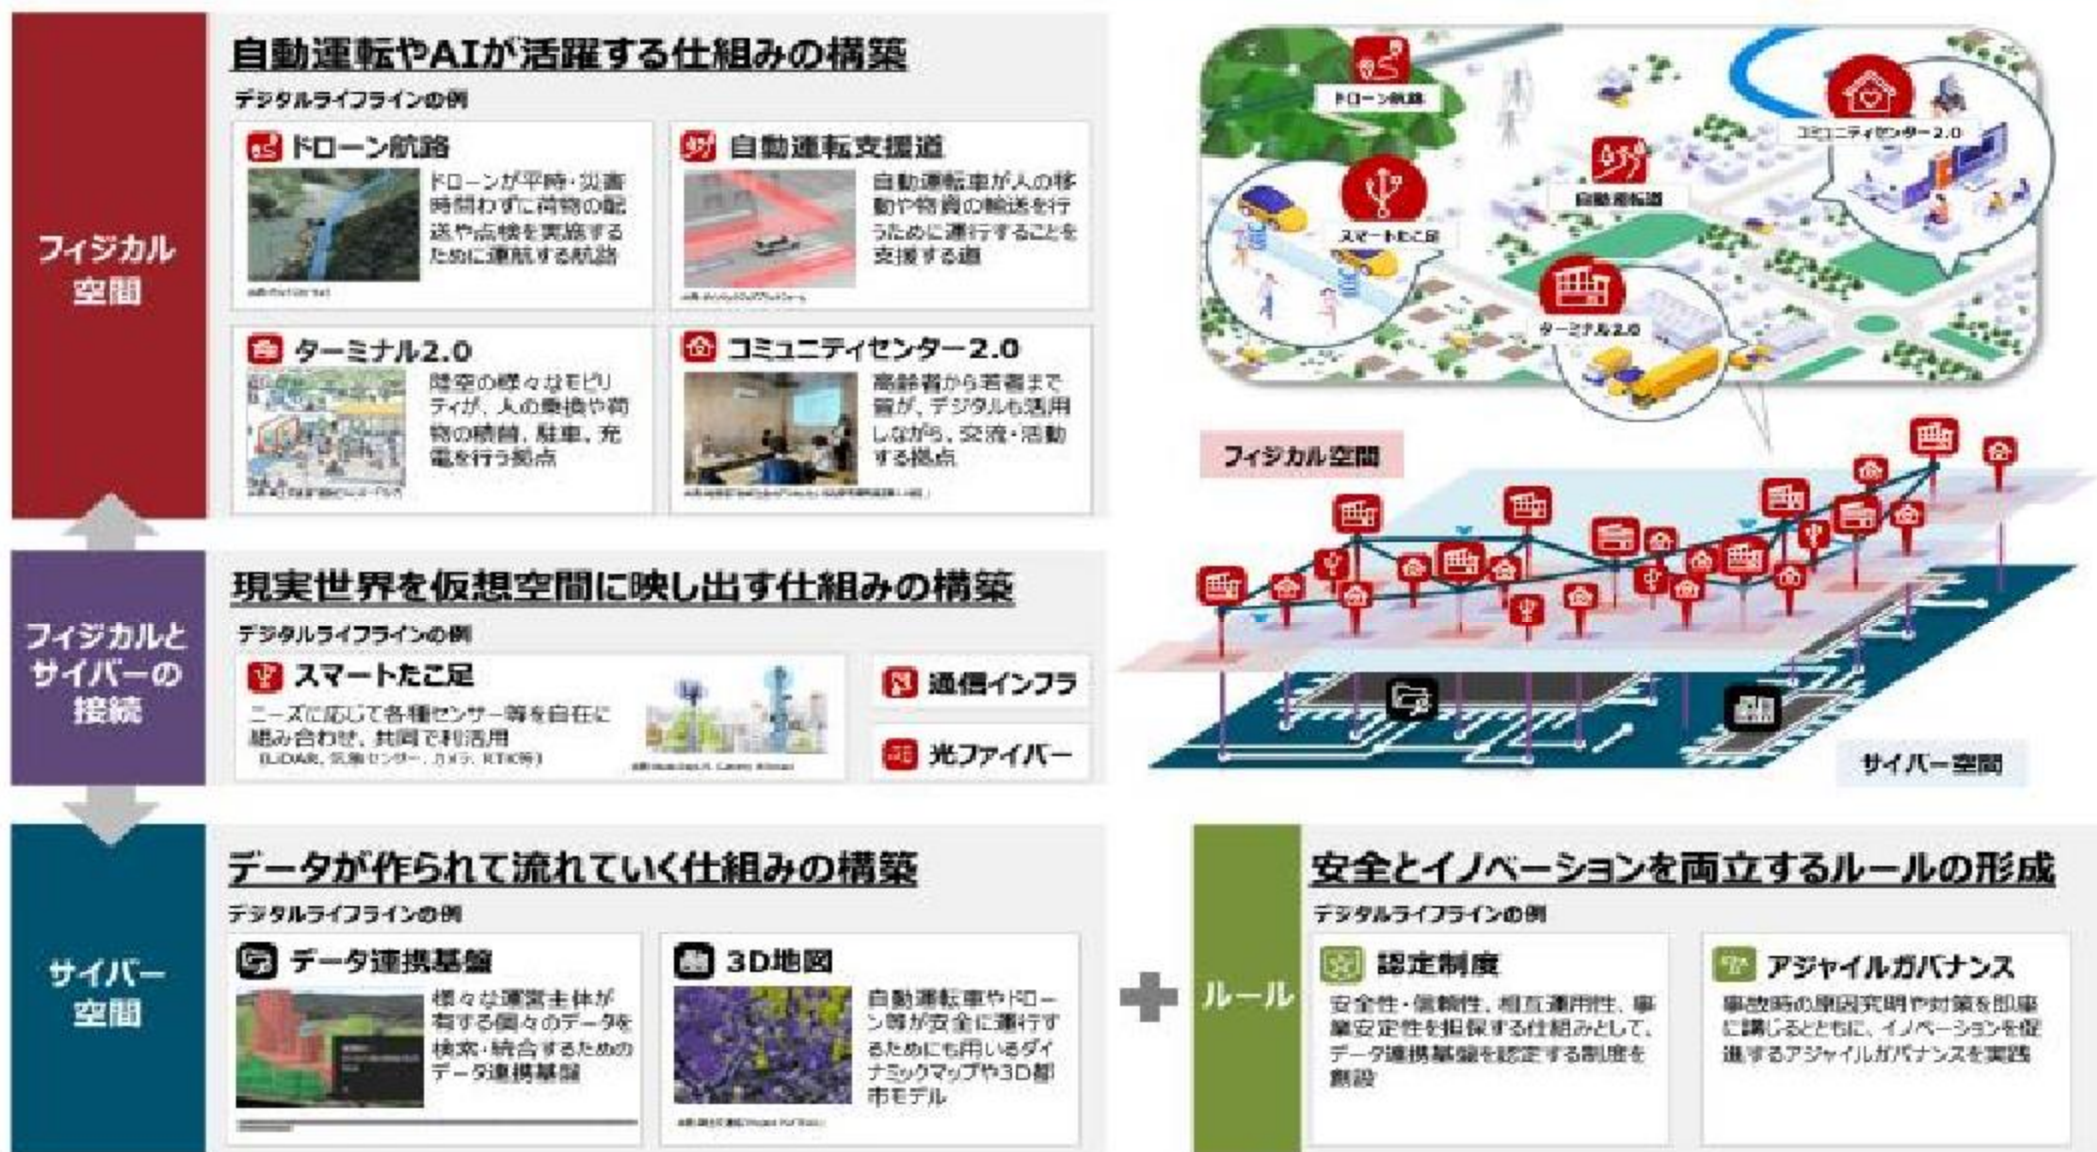 フィジカル
空間
自動運転やAIが活躍する仕組みの構築
デジタルライフラインの例
ドローン航路
ドローンが平時・災害
時問わずに荷物の配
送や点検を実施する
ために運航する航路
自動運転支援道
自動運転車が人の移
動や物資の輸送を行
うために運行することを
支援する道
ターミナル2.0
陸空の様々なモビリ
ティが、人の乗換や荷
物の積替、駐車、充
電を行う拠点
コミュニティセンター2.0
高齢者から若者まで
皆が、デジタルも活用
しながら、交流・活動
する拠点
フィジカルと
サイバーの
接続
現実世界を仮想空間に映し出す仕組みの構築
デジタルライフラインの例
スマートたこ足
ニーズに応じて各種センサー等を自在に
組み合わせ、共同で利活用
(LiDAR、気象センサー、カメラ、RTK等)
通信インフラ
光ファイバー
サイバー
空間
データが作られて流れていく仕組みの構築
デジタルライフラインの例
データ連携基盤
様々な運営主体が
有する個々のデータを
検索・統合するための
データ連携基盤
3D地図
自動運転車やドロー
ン等が安全に運行す
るためにも用いるダイ
ナミックマップや3D都
市モデル
ドローン航路
コミュニティセンター2.0
自動運転道
スマートたこ足
ターミナル2.0
フィジカル空間
サイバー空間
ルール
安全とイノベーションを両立するルールの形成
デジタルライフラインの例
認定制度
安全性・信頼性、相互運用性、事
業安定性を担保する仕組みとして、
データ連携基盤を認定する制度を
創設
アジャイルガバナンス
事故時の原因究明や対策を即座
に講じるとともに、イノベーションを促
進するアジャイルガバナンスを実践